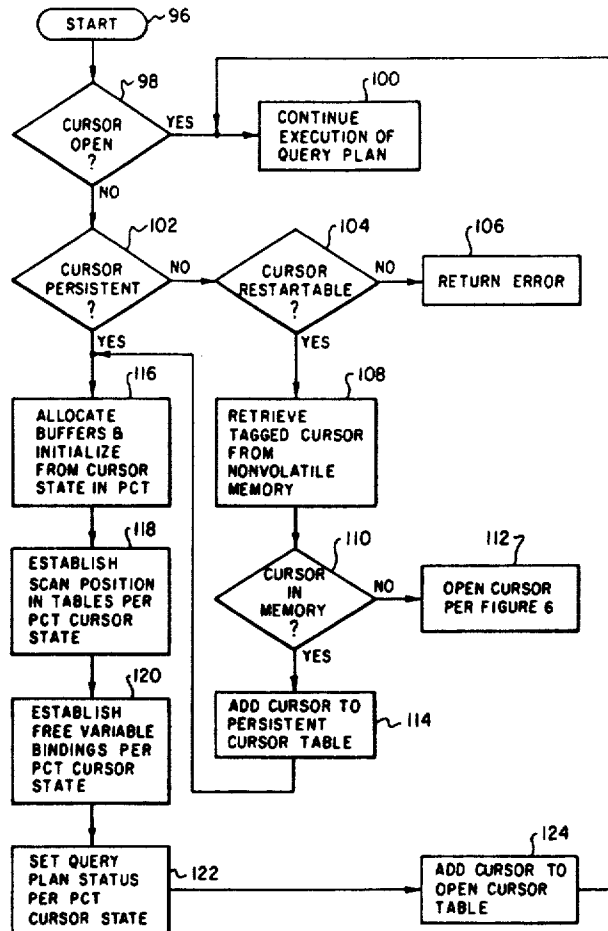 START
96
98
CURSOR
OPEN
?
YES
NO
100
CONTINUE
EXECUTION OF
QUERY PLAN
102
CURSOR
PERSISTENT
?
NO
YES
104
CURSOR
RESTARTABLE
?
NO
YES
106
RETURN ERROR
116
ALLOCATE
BUFFERS &
INITIALIZE
FROM CURSOR
STATE IN PCT
108
RETRIEVE
TAGGED CURSOR
FROM
NONVOLATILE
MEMORY
118
ESTABLISH
SCAN POSITION
IN TABLES PER
PCT CURSOR
STATE
110
CURSOR
IN
MEMORY
?
NO
YES
112
OPEN CURSOR
PER FIGURE 6
120
ESTABLISH
FREE VARIABLE
BINDINGS PER
PCT CURSOR
STATE
ADD CURSOR TO
PERSISTENT
CURSOR TABLE
114
SET QUERY
PLAN STATUS
PER PCT
CURSOR STATE
122
124
ADD CURSOR TO
OPEN CURSOR
TABLE